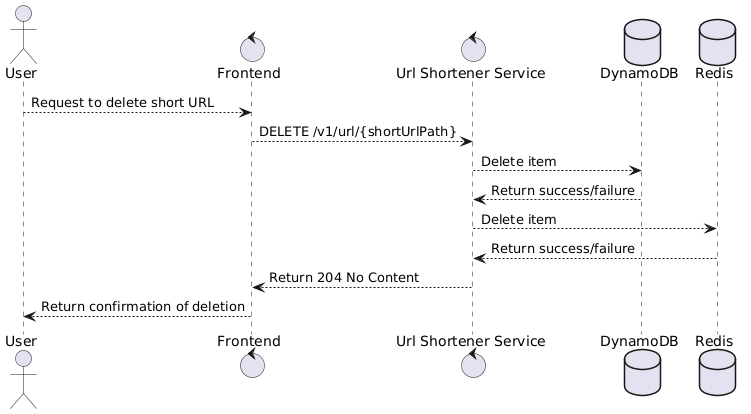 User
Frontend
Url Shortener Service
DynamoDB
Redis
Request to delete short URL
DELETE /v1/url/{shortUrlPath}
Delete item
Return success/failure
Delete item
Return success/failure
Return 204 No Content
Return confirmation of deletion
User
Frontend
Url Shortener Service
DynamoDB
Redis